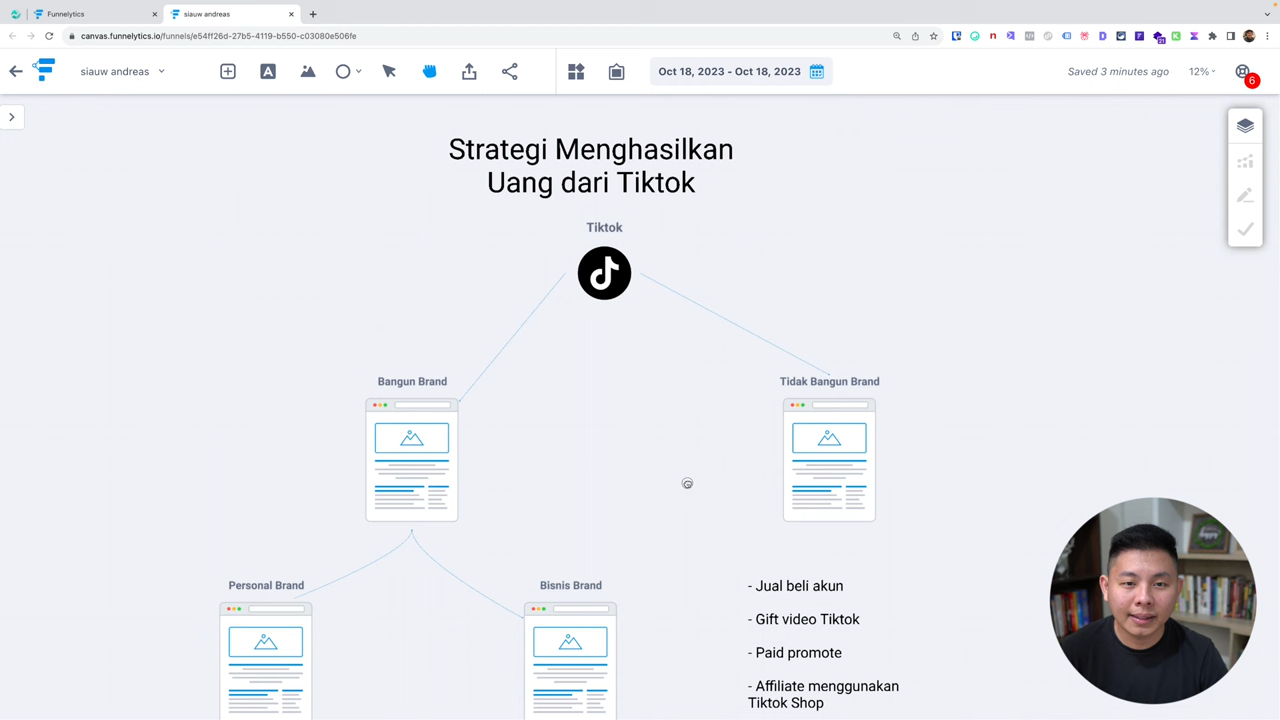 Funnelytics
siauw andreas
canvas.funnelytics.io/funnels/e54ff26d-27b5-4119-b550-c03080e506fe
21
siauw andreas
A
Oct 18, 2023 - Oct 18, 2023
Saved 3 minutes ago
12%
6
Strategi Menghasilkan
Uang dari Tiktok
Tiktok
Bangun Brand
Tidak Bangun Brand
Personal Brand
Bisnis Brand
- Jual beli akun
- Gift video Tiktok
- Paid promote
- Affiliate menggunakan
Tiktok Shop